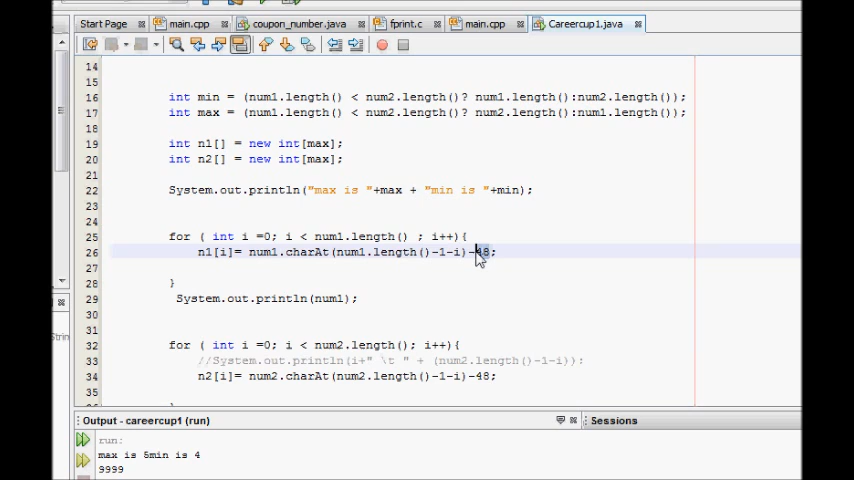 Start Page main.cpp coupon_number.java fprint.c main.cpp Careercup1.java
14
15
16 int min = (num1.length() < num2.length()? num1.length():num2.length());
17 int max = (num1.length() < num2.length()? num2.length():num1.length());
18
19 int n1[] = new int[max];
20 int n2[] = new int[max];
21
22 System.out.println("max is "+max + "min is "+min);
23
24
25 for ( int i =0; i < num1.length() ; i++){
26 n1[i]= num1.charAt(num1.length()-1-i)-48;
27
28 }
29 System.out.println(num1);
30
31
32 for ( int i =0; i < num2.length(); i++){
33 //System.out.println(i+" \t " + (num2.length()-1-i));
34 n2[i]= num2.charAt(num2.length()-1-i)-48;
35
Output - careercup1 (run) Sessions
run:
max is 5min is 4
9999